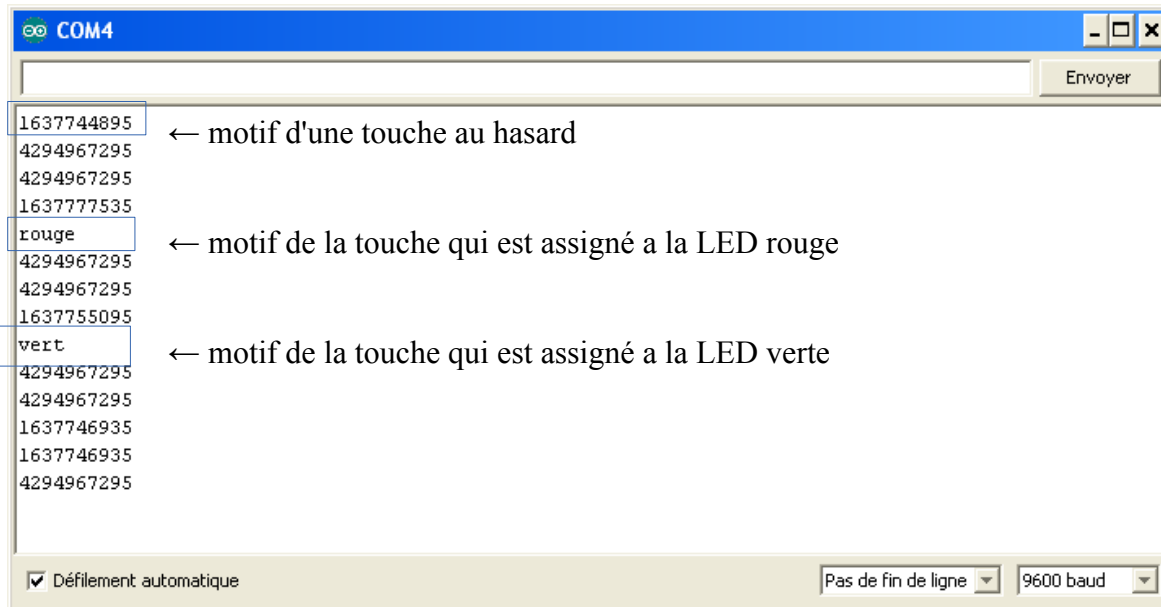 COM4
Envoyer
1637744895 ← motif d'une touche au hasard
4294967295
4294967295
1637777535
rouge ← motif de la touche qui est assigné a la LED rouge
4294967295
4294967295
1637755095
vert ← motif de la touche qui est assigné a la LED verte
4294967295
4294967295
1637746935
1637746935
4294967295
Défilement automatique Pas de fin de ligne 9600 baud